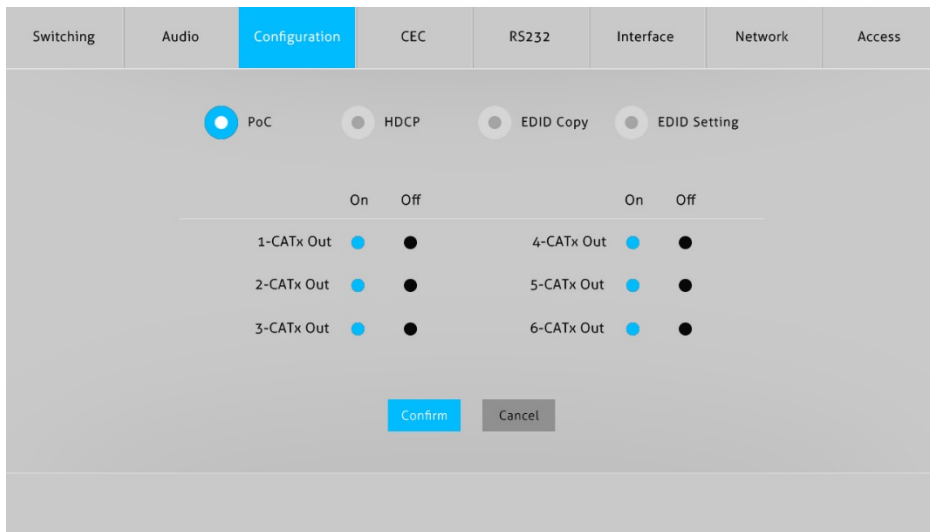 Switching Audio Configuration CEC RS232 Interface Network Access
PoC HDCP EDID Copy EDID Setting
On Off On Off
1-CATx Out 4-CATx Out
2-CATx Out 5-CATx Out
3-CATx Out 6-CATx Out
Confirm Cancel